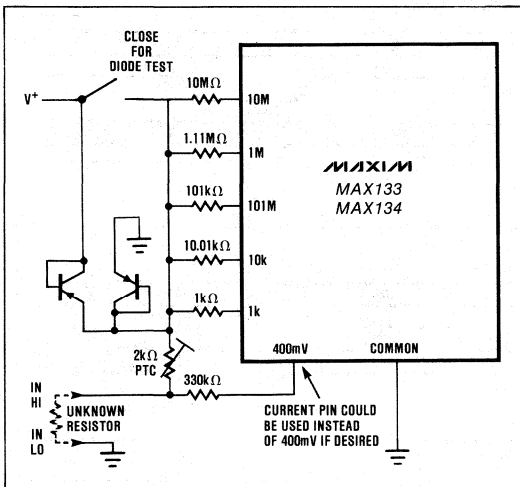 CLOSE
FOR
DIODE TEST
V+
10MΩ
10M
1.11MΩ
1M
MAXIM
MAX133
MAX134
101kΩ
101M
10.01kΩ
10k
1kΩ
1k
2kΩ
PTC
400mV
COMMON
330kΩ
IN
HI
UNKNOWN
RESISTOR
IN
LO
CURRENT PIN COULD
BE USED INSTEAD
OF 400mV IF DESIRED